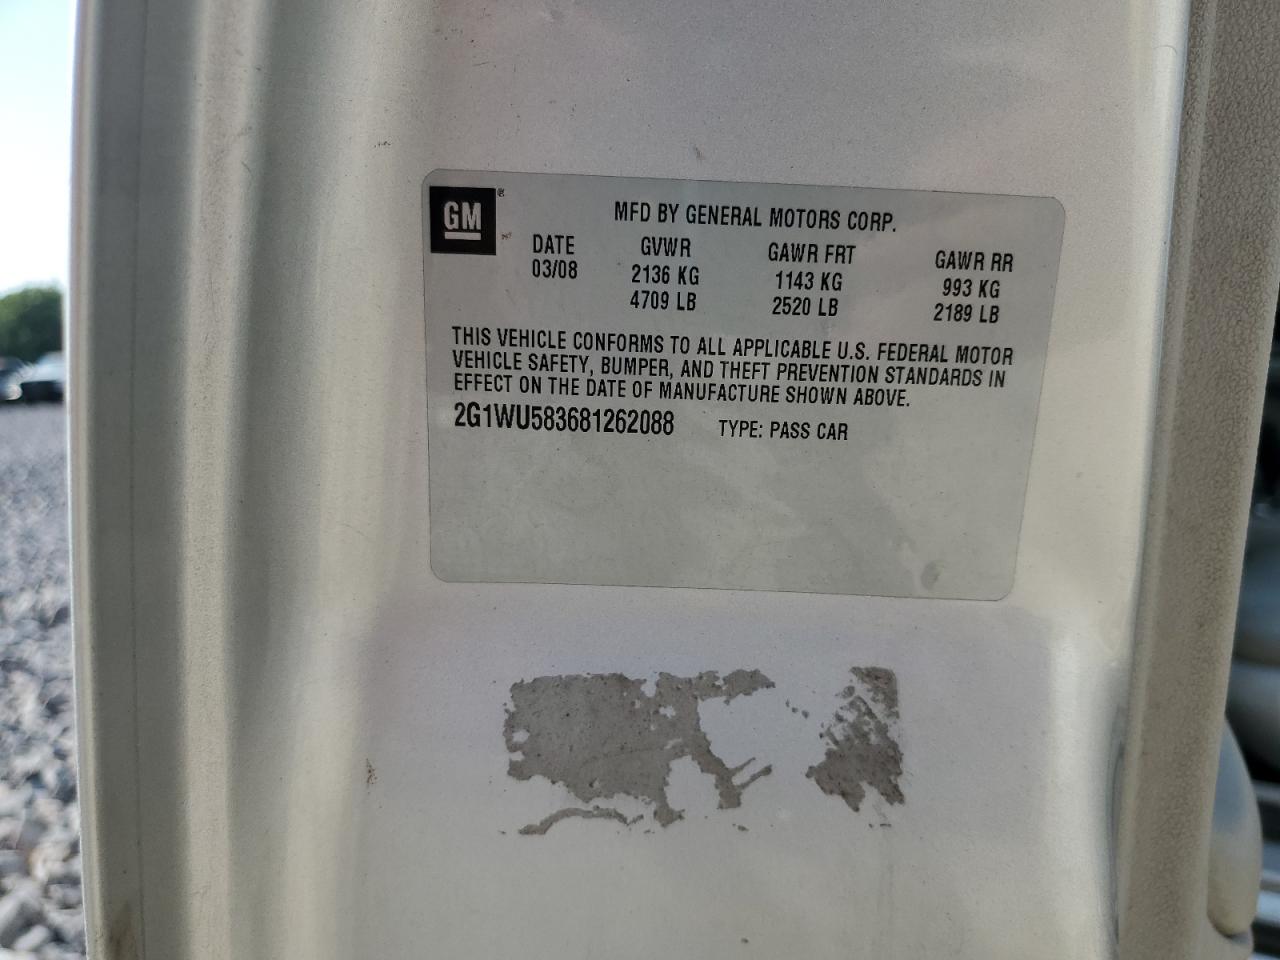 GM®
MFD BY GENERAL MOTORS CORP.
DATE GVWR GAWR FRT GAWR RR
03/08 2136 KG 1143 KG 993 KG
4709 LB 2520 LB 2189 LB
THIS VEHICLE CONFORMS TO ALL APPLICABLE U.S. FEDERAL MOTOR
VEHICLE SAFETY, BUMPER, AND THEFT PREVENTION STANDARDS IN
EFFECT ON THE DATE OF MANUFACTURE SHOWN ABOVE.
2G1WU583681262088 TYPE: PASS CAR